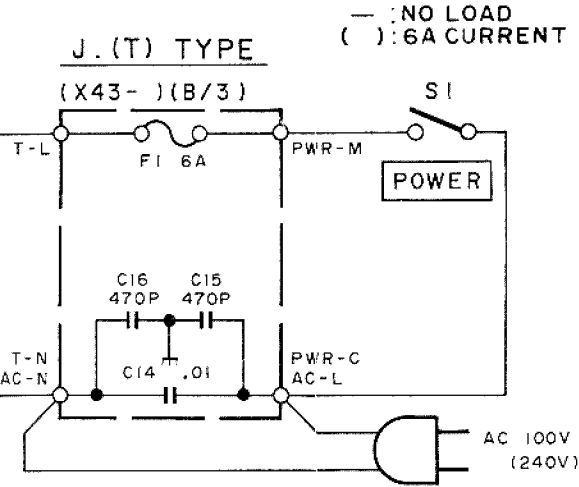 — :NO LOAD
( ):6A CURRENT
J.(T) TYPE
(X43- )(B/3)
S1
T-L
F1 6A
PWR-M
POWER
C16
470P
C15
470P
T-N
AC-N
C14 .01
PWR-C
AC-L
AC 100V
(240V)